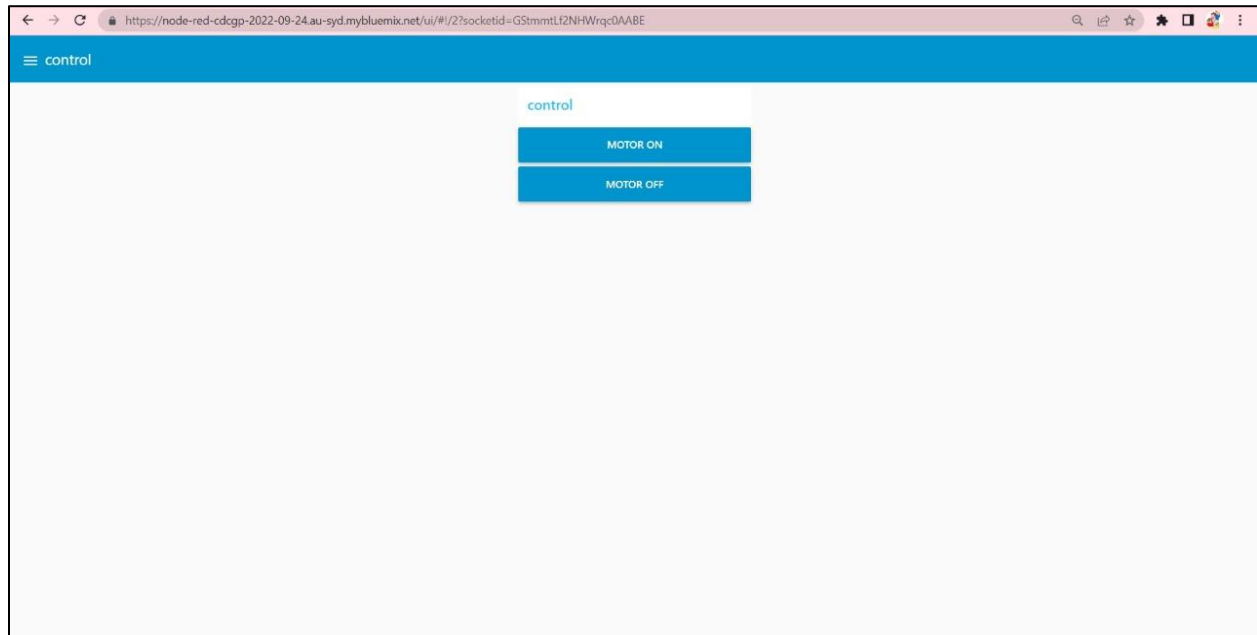 https://node-red-cdcgp-2022-09-24.au-syd.mybluemix.net/ui/#!/2?socketid=GStmmtLf2NHWrqc0AABE
control
control
MOTOR ON
MOTOR OFF